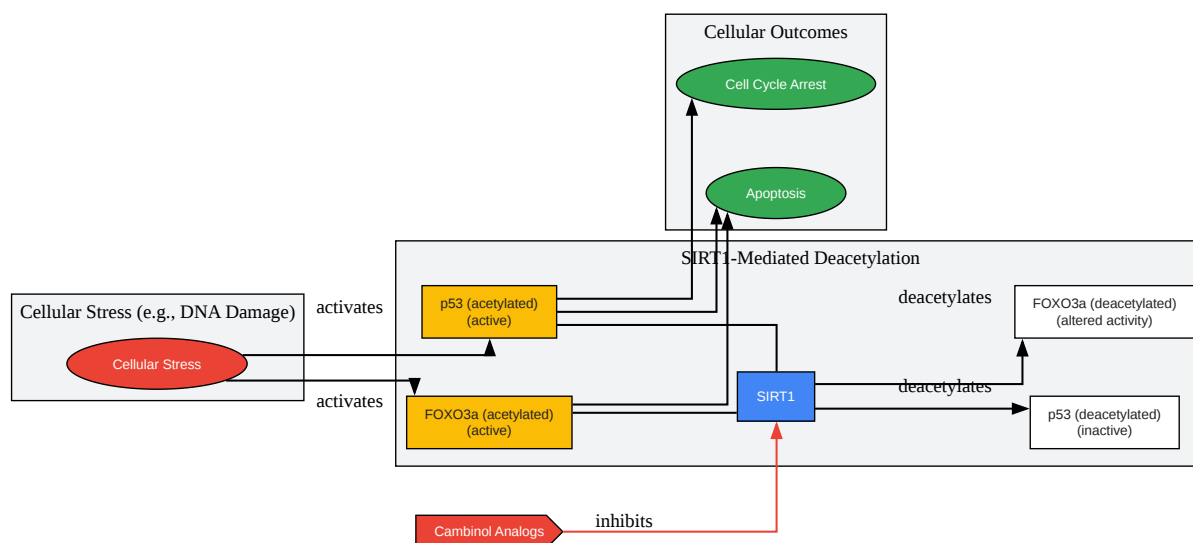 Cellular Outcomes
Cell Cycle Arrest
Apoptosis
SIRT1-Mediated Deacetylation
Cellular Stress (e.g., DNA Damage)
Cellular Stress
activates
activates
p53 (acetylated)
(active)
FOXO3a (acetylated)
(active)
SIRT1
deacetylates
deacetylates
FOXO3a (deacetylated)
(altered activity)
p53 (deacetylated)
(inactive)
Cambinol Analogs
inhibits